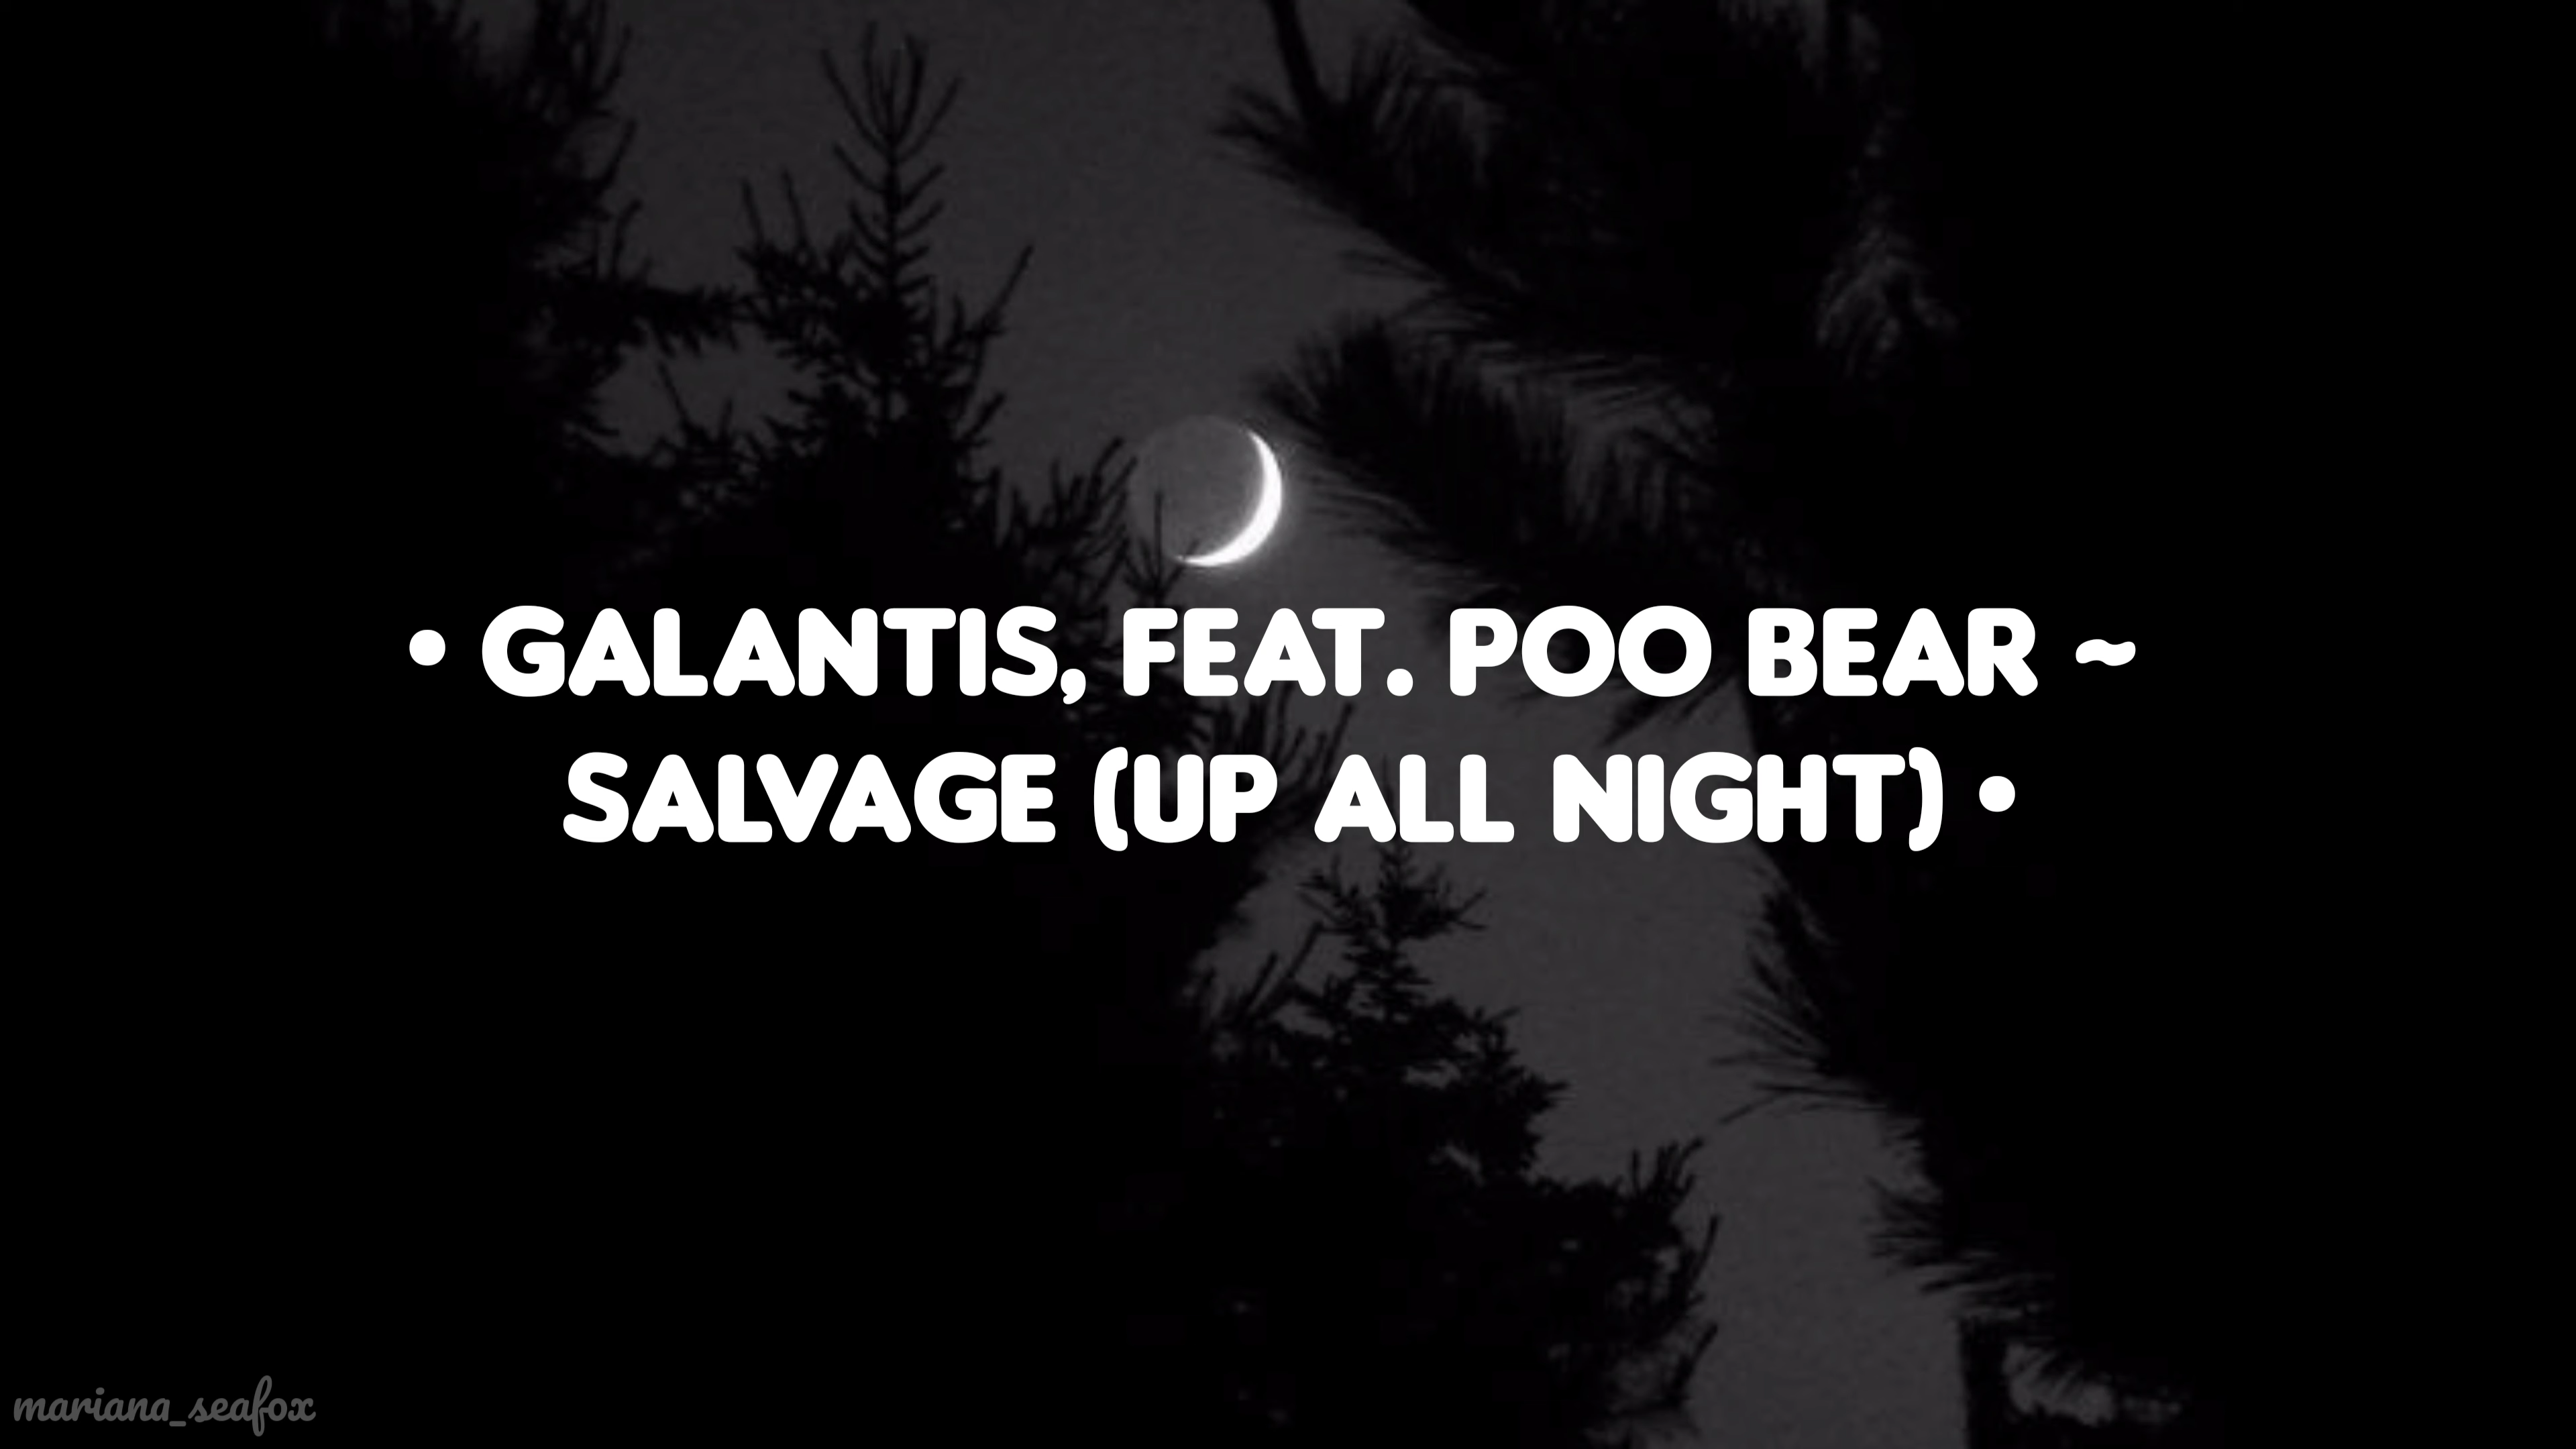 • GALANTIS, FEAT. POO BEAR ~
SALVAGE (UP ALL NIGHT) •
mariana_seafox